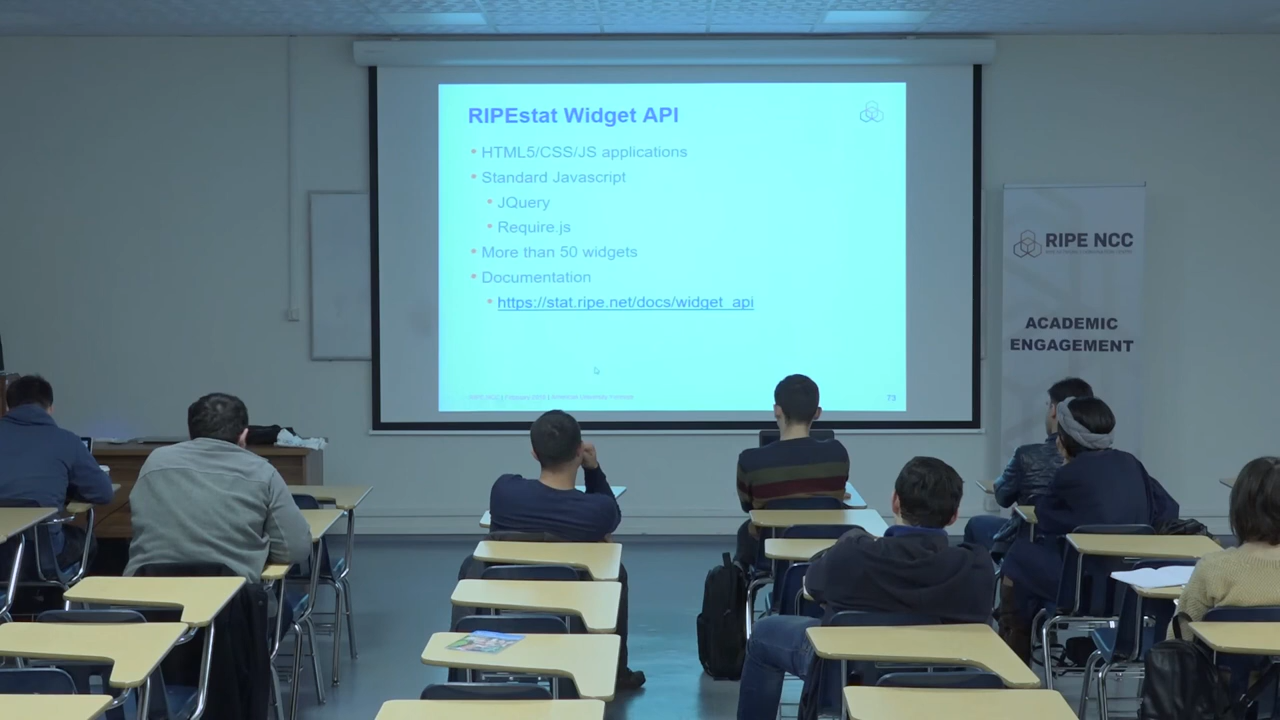 RIPEstat Widget API
• HTML5/CSS/JS applications
• Standard Javascript
• JQuery
• Require.js
• More than 50 widgets
• Documentation
• https://stat.ripe.net/docs/widget_api
73
RIPE NCC
ACADEMIC
ENGAGEMENT